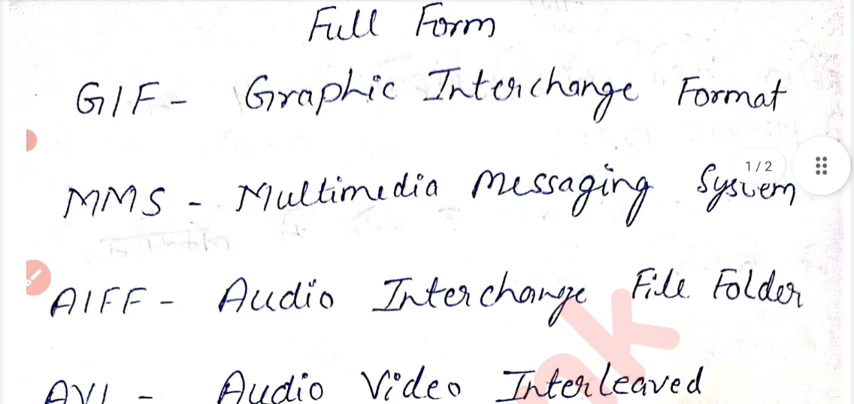 Full Form
GIF - Graphic Interchange Format
1/2
MMS - Multimedia Messaging System
AIFF - Audio Interchange File Folder
AVI - Audio Video Interleaved